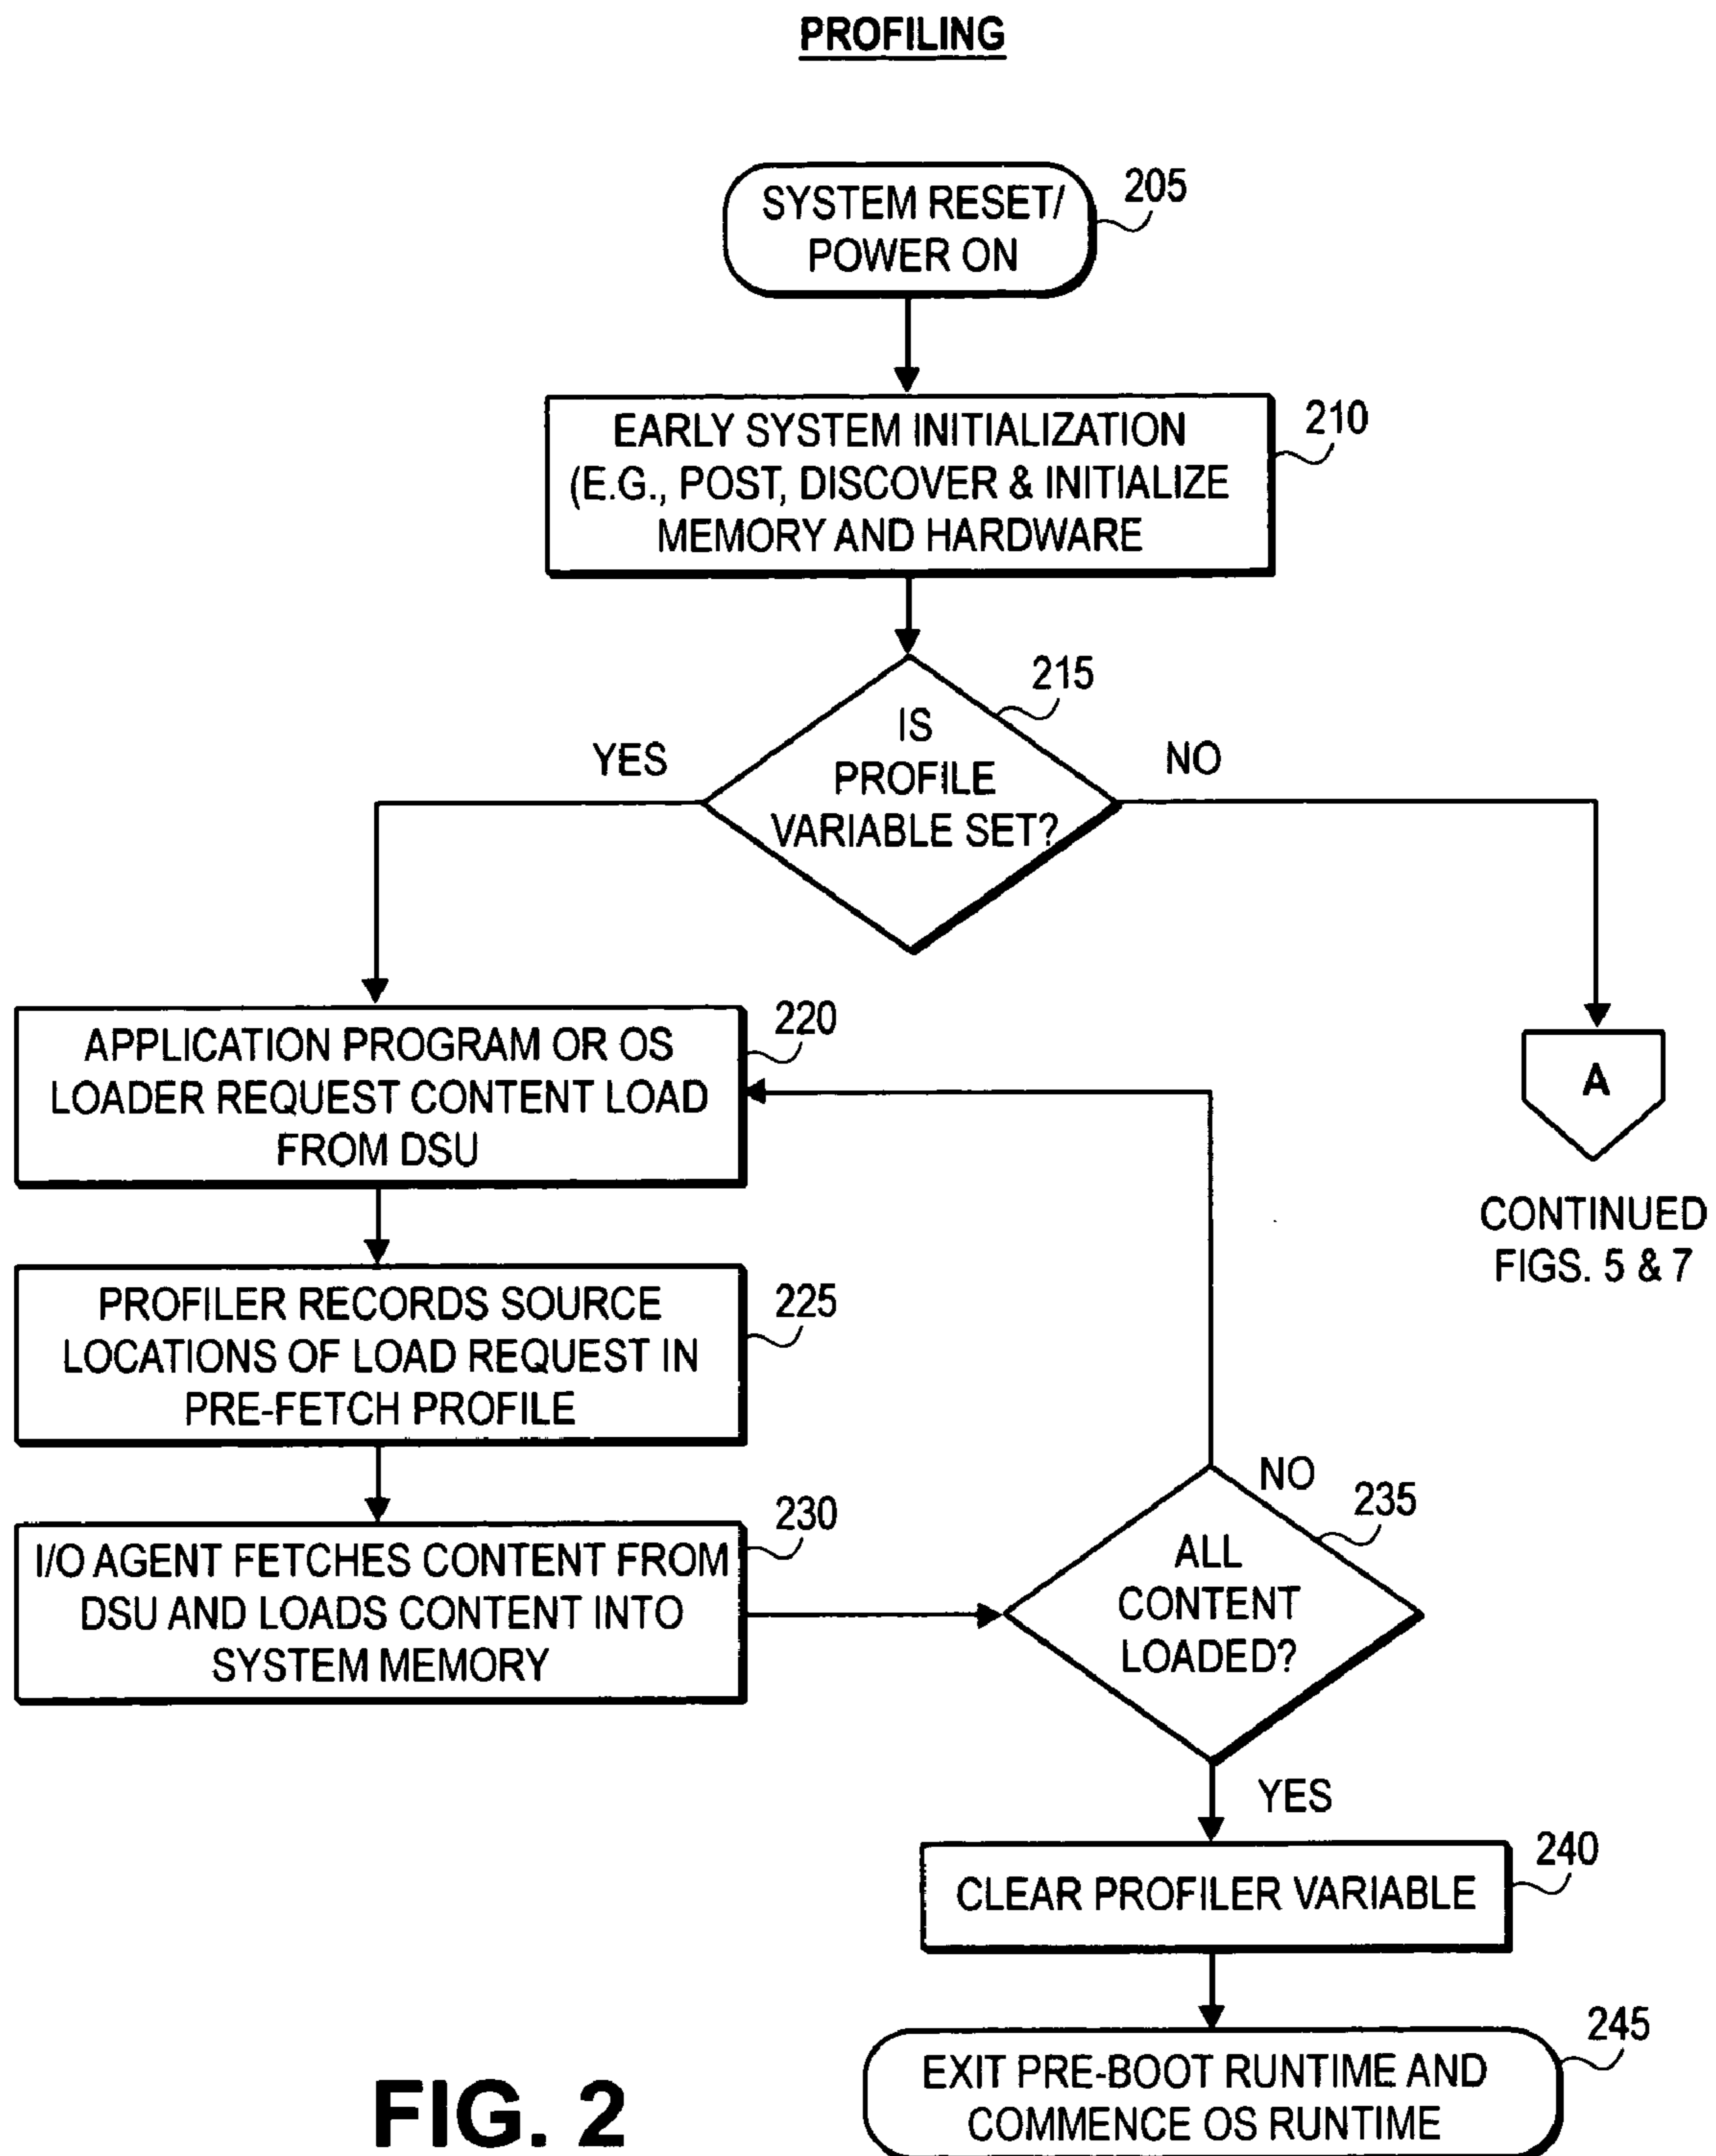 PROFILING
SYSTEM RESET/
POWER ON
205
EARLY SYSTEM INITIALIZATION
(E.G., POST, DISCOVER & INITIALIZE
MEMORY AND HARDWARE
210
IS
PROFILE
VARIABLE SET?
215
YES
NO
APPLICATION PROGRAM OR OS
LOADER REQUEST CONTENT LOAD
FROM DSU
220
A
CONTINUED
FIGS. 5 & 7
PROFILER RECORDS SOURCE
LOCATIONS OF LOAD REQUEST IN
PRE-FETCH PROFILE
225
I/O AGENT FETCHES CONTENT FROM
DSU AND LOADS CONTENT INTO
SYSTEM MEMORY
230
NO
235
ALL
CONTENT
LOADED?
YES
CLEAR PROFILER VARIABLE
240
EXIT PRE-BOOT RUNTIME AND
COMMENCE OS RUNTIME
245
FIG. 2